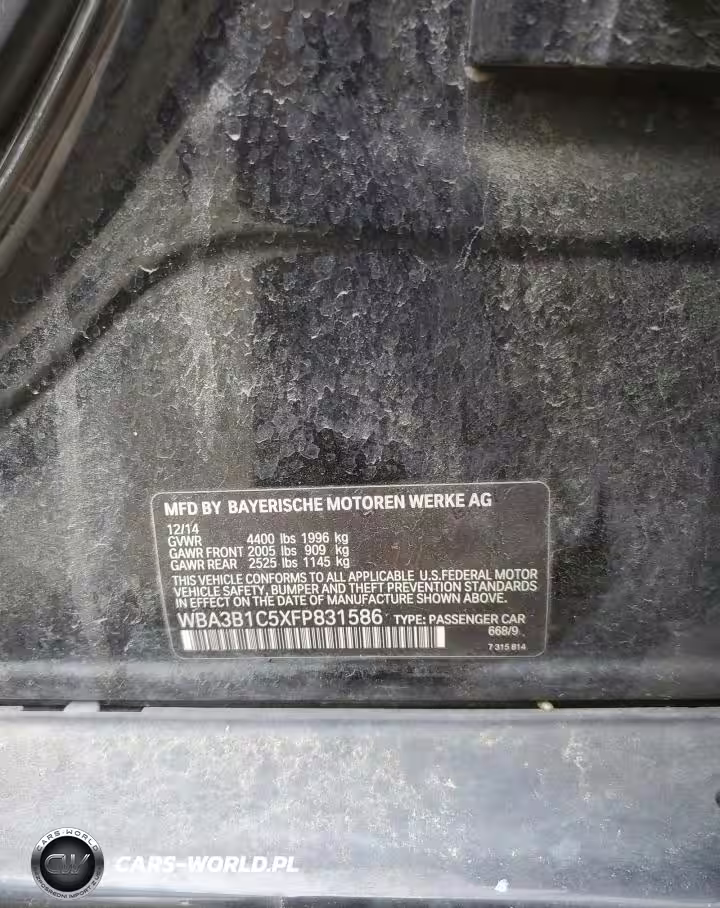 MFD BY BAYERISCHE MOTOREN WERKE AG
12/14
GVWR 4400 lbs 1996 kg
GAWR FRONT 2005 lbs 909 kg
GAWR REAR 2525 lbs 1145 kg
THIS VEHICLE CONFORMS TO ALL APPLICABLE U.S.FEDERAL MOTOR
VEHICLE SAFETY, BUMPER AND THEFT PREVENTION STANDARDS
IN EFFECT ON THE DATE OF MANUFACTURE SHOWN ABOVE.
WBA3B1C5XFP831586 TYPE: PASSENGER CAR
668/9
7 315 814
CARS-WORLD
CW
CARS-WORLD.PL